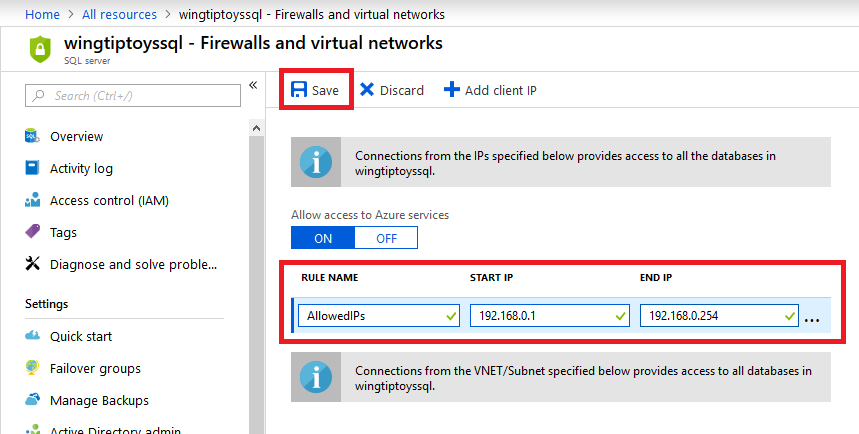 Home > All resources > wingtiptoyssql - Firewalls and virtual networks
wingtiptoyssql - Firewalls and virtual networks
SQL server
Search (Ctrl+/)
«
Overview
Activity log
Access control (IAM)
Tags
Diagnose and solve proble...
Settings
Quick start
Failover groups
Manage Backups
Active Directory admin
Save
Discard
Add client IP
Connections from the IPs specified below provides access to all the databases in
wingtiptoyssql.
Allow access to Azure services
ON OFF
RULE NAME START IP END IP
AllowedIPs 192.168.0.1 192.168.0.254 ...
Connections from the VNET/Subnet specified below provides access to all databases in
wingtiptoyssql.